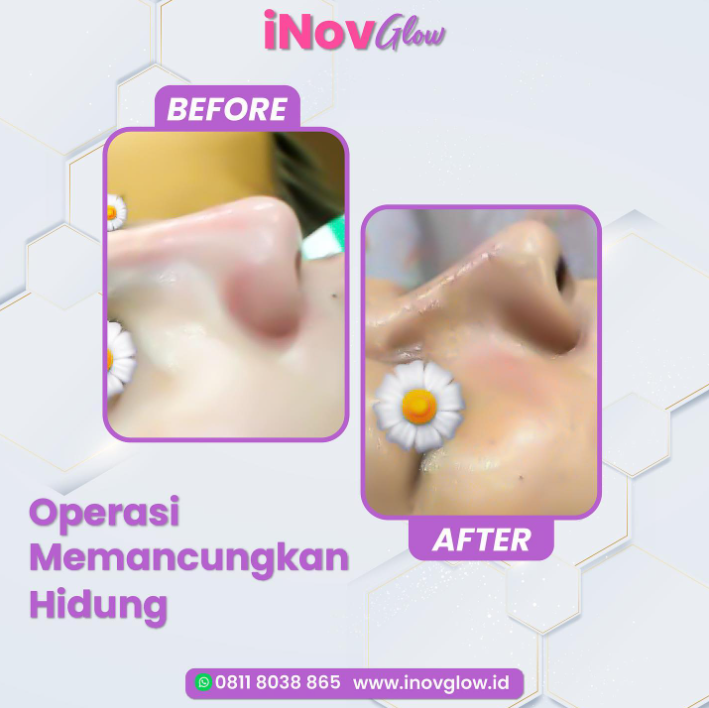 iNovGlow
BEFORE
AFTER
Operasi
Memancungkan
Hidung
0811 8038 865 www.inovglow.id